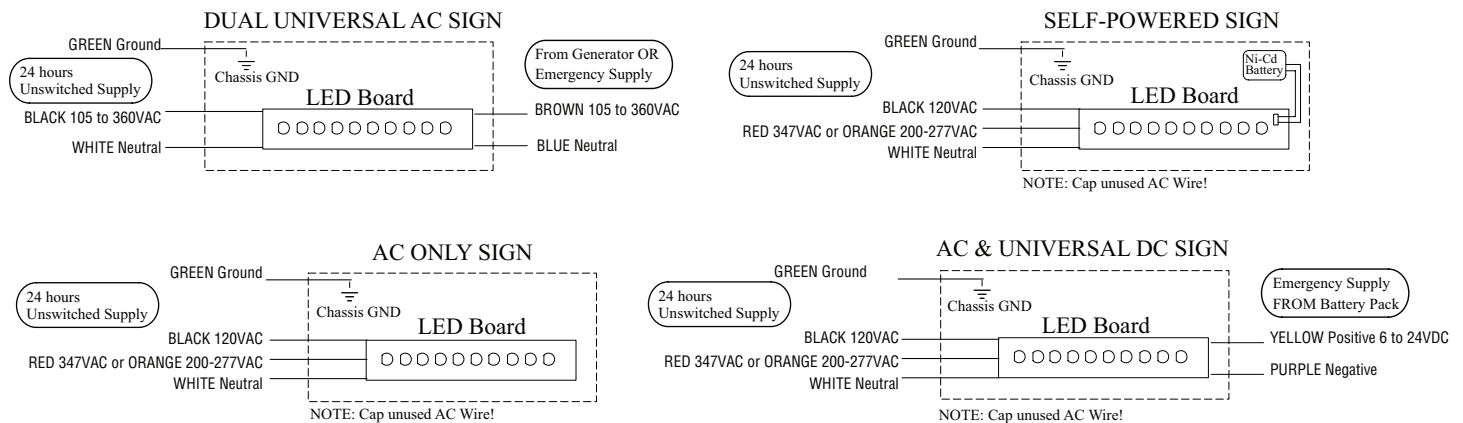 DUAL UNIVERSAL AC SIGN
GREEN Ground
24 hours
Unswitched Supply
Chassis GND
From Generator OR
Emergency Supply
LED Board
BLACK 105 to 360VAC
BROWN 105 to 360VAC
WHITE Neutral
BLUE Neutral
SELF-POWERED SIGN
GREEN Ground
24 hours
Unswitched Supply
Chassis GND
Ni-Cd
Battery
LED Board
BLACK 120VAC
RED 347VAC or ORANGE 200-277VAC
WHITE Neutral
NOTE: Cap unused AC Wire!
AC ONLY SIGN
GREEN Ground
24 hours
Unswitched Supply
Chassis GND
LED Board
BLACK 120VAC
RED 347VAC or ORANGE 200-277VAC
WHITE Neutral
NOTE: Cap unused AC Wire!
AC & UNIVERSAL DC SIGN
GREEN Ground
24 hours
Unswitched Supply
Chassis GND
Emergency Supply
FROM Battery Pack
LED Board
BLACK 120VAC
YELLOW Positive 6 to 24VDC
RED 347VAC or ORANGE 200-277VAC
PURPLE Negative
WHITE Neutral
NOTE: Cap unused AC Wire!